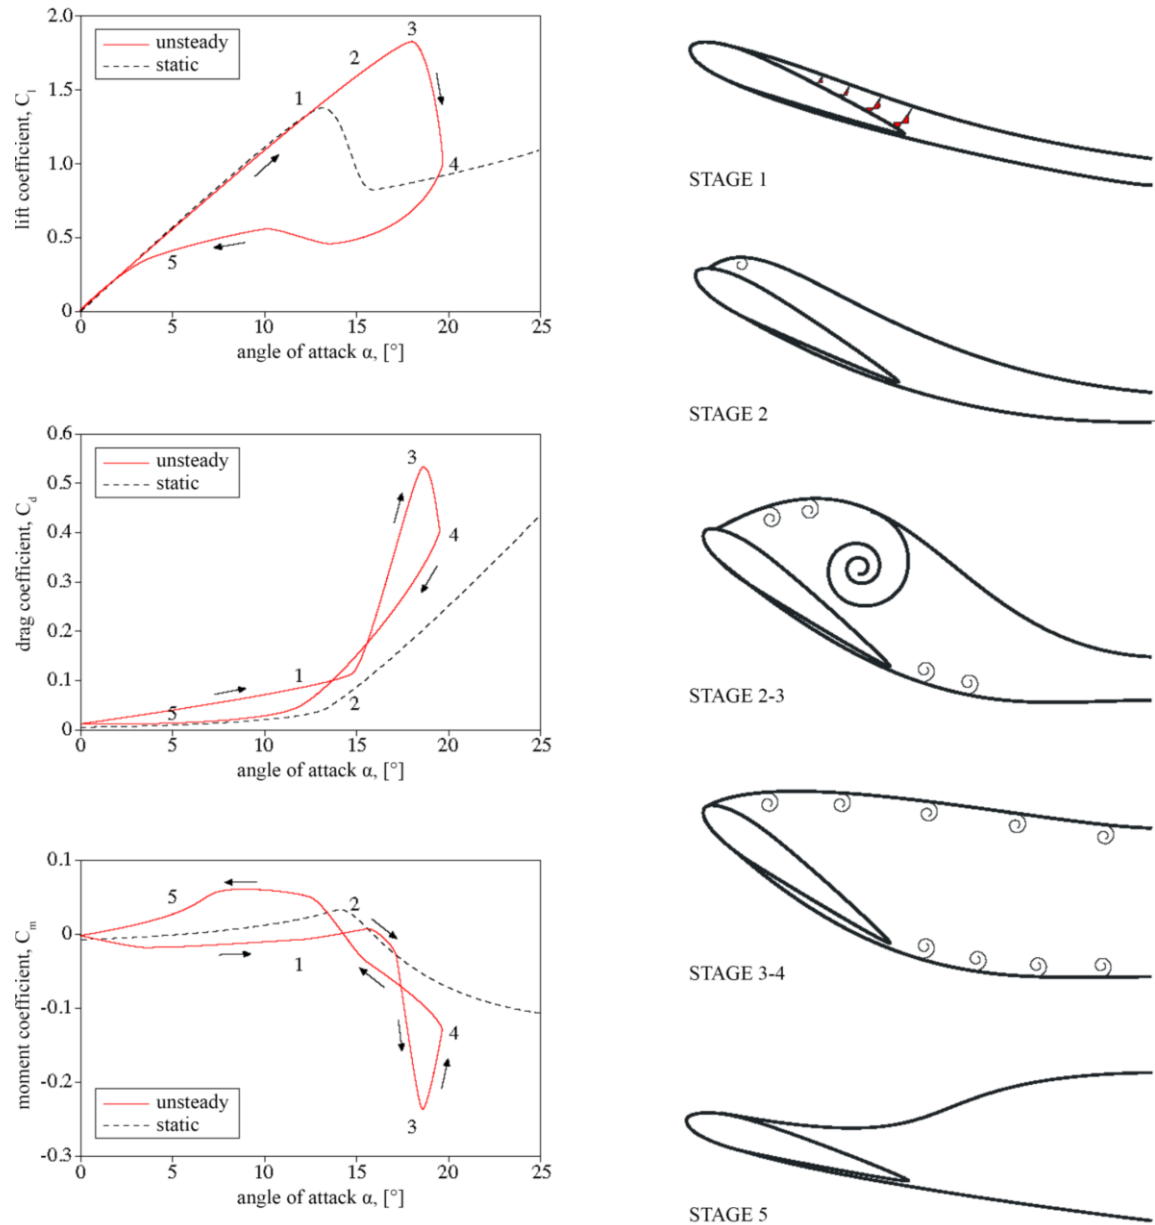 2.0
1.5
1.0
0.5
0
lift coefficient, C_l
unsteady
static
1
2
3
4
5
0 5 10 15 20 25
angle of attack α, [°]
0.6
0.5
0.4
0.3
0.2
0.1
0
drag coefficient, C_d
unsteady
static
3
4
1
2
5
0 5 10 15 20 25
angle of attack α, [°]
0.1
0
-0.1
-0.2
-0.3
moment coefficient, C_m
5
2
1
4
3
unsteady
static
0 5 10 15 20 25
angle of attack α, [°]
STAGE 1
STAGE 2
STAGE 2-3
STAGE 3-4
STAGE 5